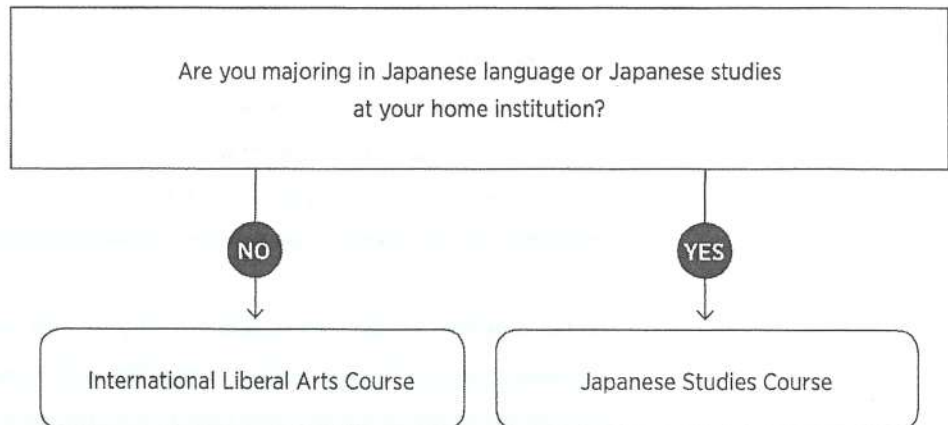 Are you majoring in Japanese language or Japanese studies
at your home institution?
NO
YES
International Liberal Arts Course
Japanese Studies Course